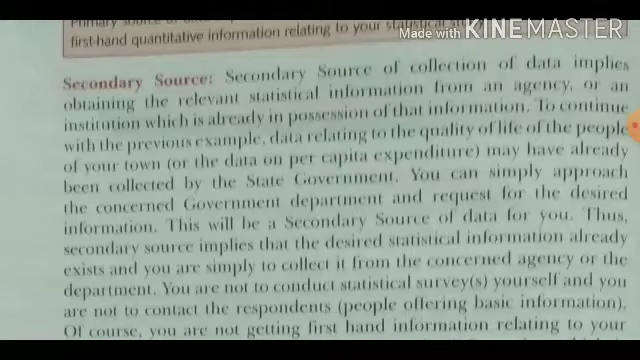 Primary source
first-hand quantitative information relating to your statistical
Made with KINEMASTER
Secondary Source: Secondary Source of collection of data implies
obtaining the relevant statistical information from an agency, or an
institution which is already in possession of that information. To continue
with the previous example, data relating to the quality of life of the people
of your town (or the data on per capita expenditure) may have already
been collected by the State Government. You can simply approach
the concerned Government department and request for the desired
information. This will be a Secondary Source of data for you. Thus,
secondary source implies that the desired statistical information already
exists and you are simply to collect it from the concerned agency or the
department. You are not to conduct statistical survey(s) yourself and you
are not to contact the respondents (people offering basic information).
Of course, you are not getting first hand information relating to your